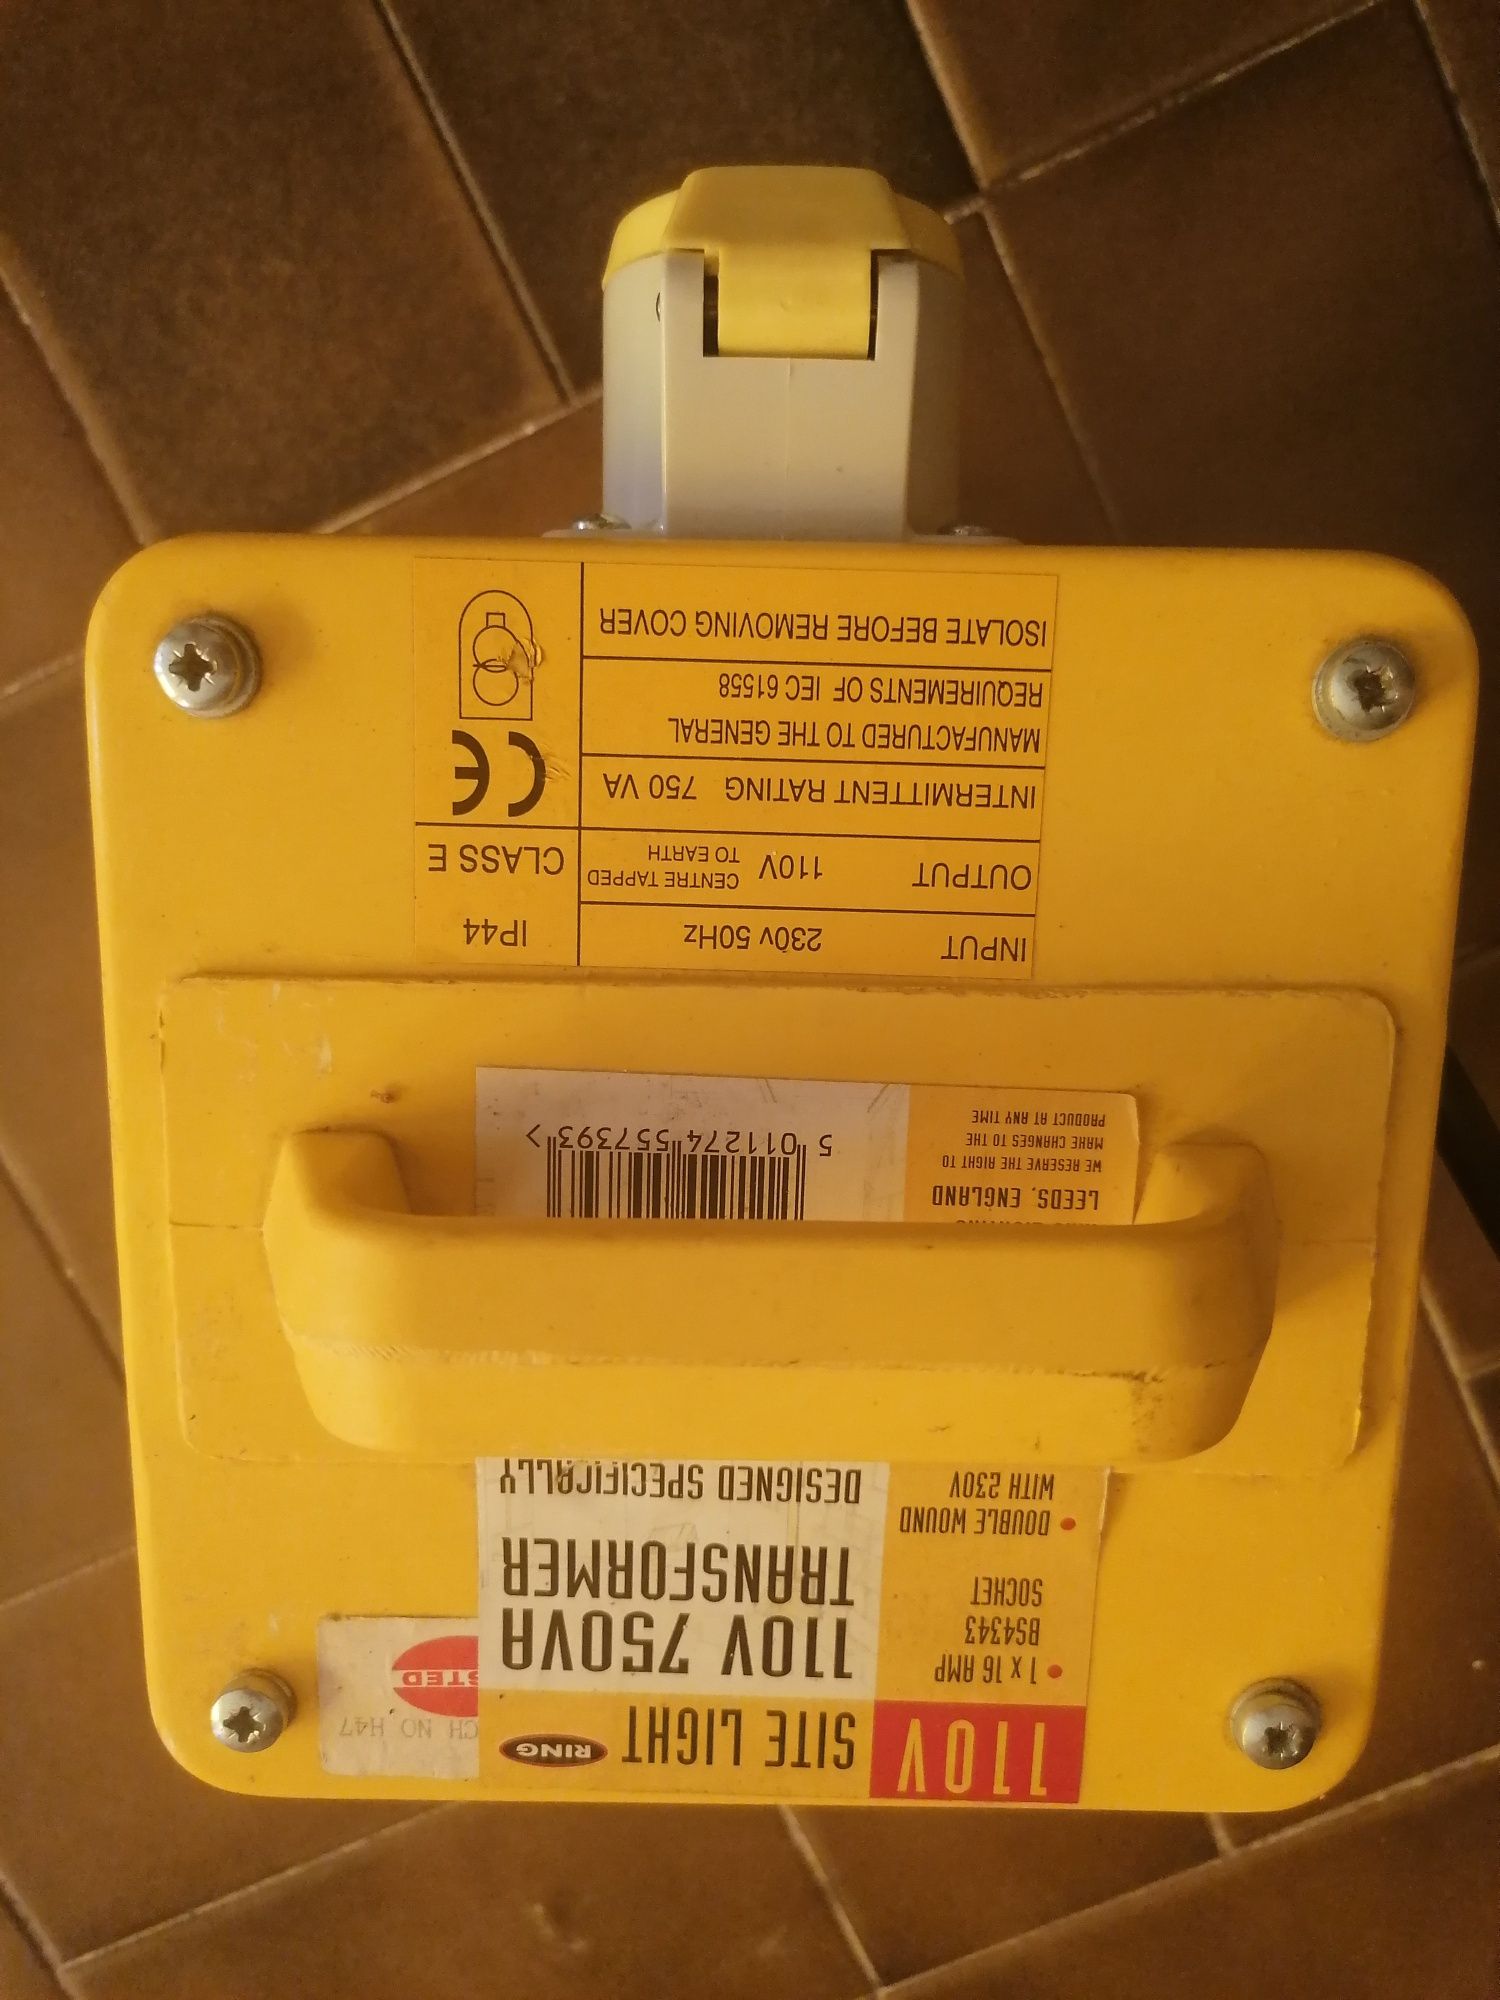 110V
SITE LIGHT
RING
110V 750VA
TRANSFORMER
DESIGNED SPECIFICALLY
• 1 x 16 AMP
BS4343
SOCKET
• DOUBLE WOUND
WITH 230V
CH NO H47
STED
LEEDS, ENGLAND
WE RESERVE THE RIGHT TO
MAKE CHANGES TO THE
PRODUCT AT ANY TIME
5 011274 557393 >
INPUT 230v 50Hz
IP44
OUTPUT 110V CENTRE TAPPED
TO EARTH
CLASS E
INTERMITTENT RATING 750 VA
CE
MANUFACTURED TO THE GENERAL
REQUIREMENTS OF IEC 61558
ISOLATE BEFORE REMOVING COVER